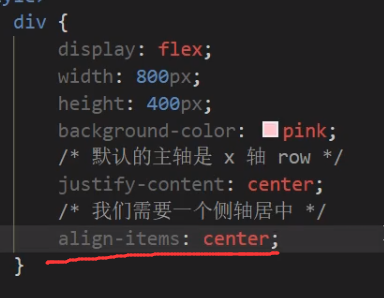 div {
display: flex;
width: 800px;
height: 400px;
background-color: pink;
/* 默认的主轴是 x 轴 row */
justify-content: center;
/* 我们需要一个侧轴居中 */
align-items: center;
}